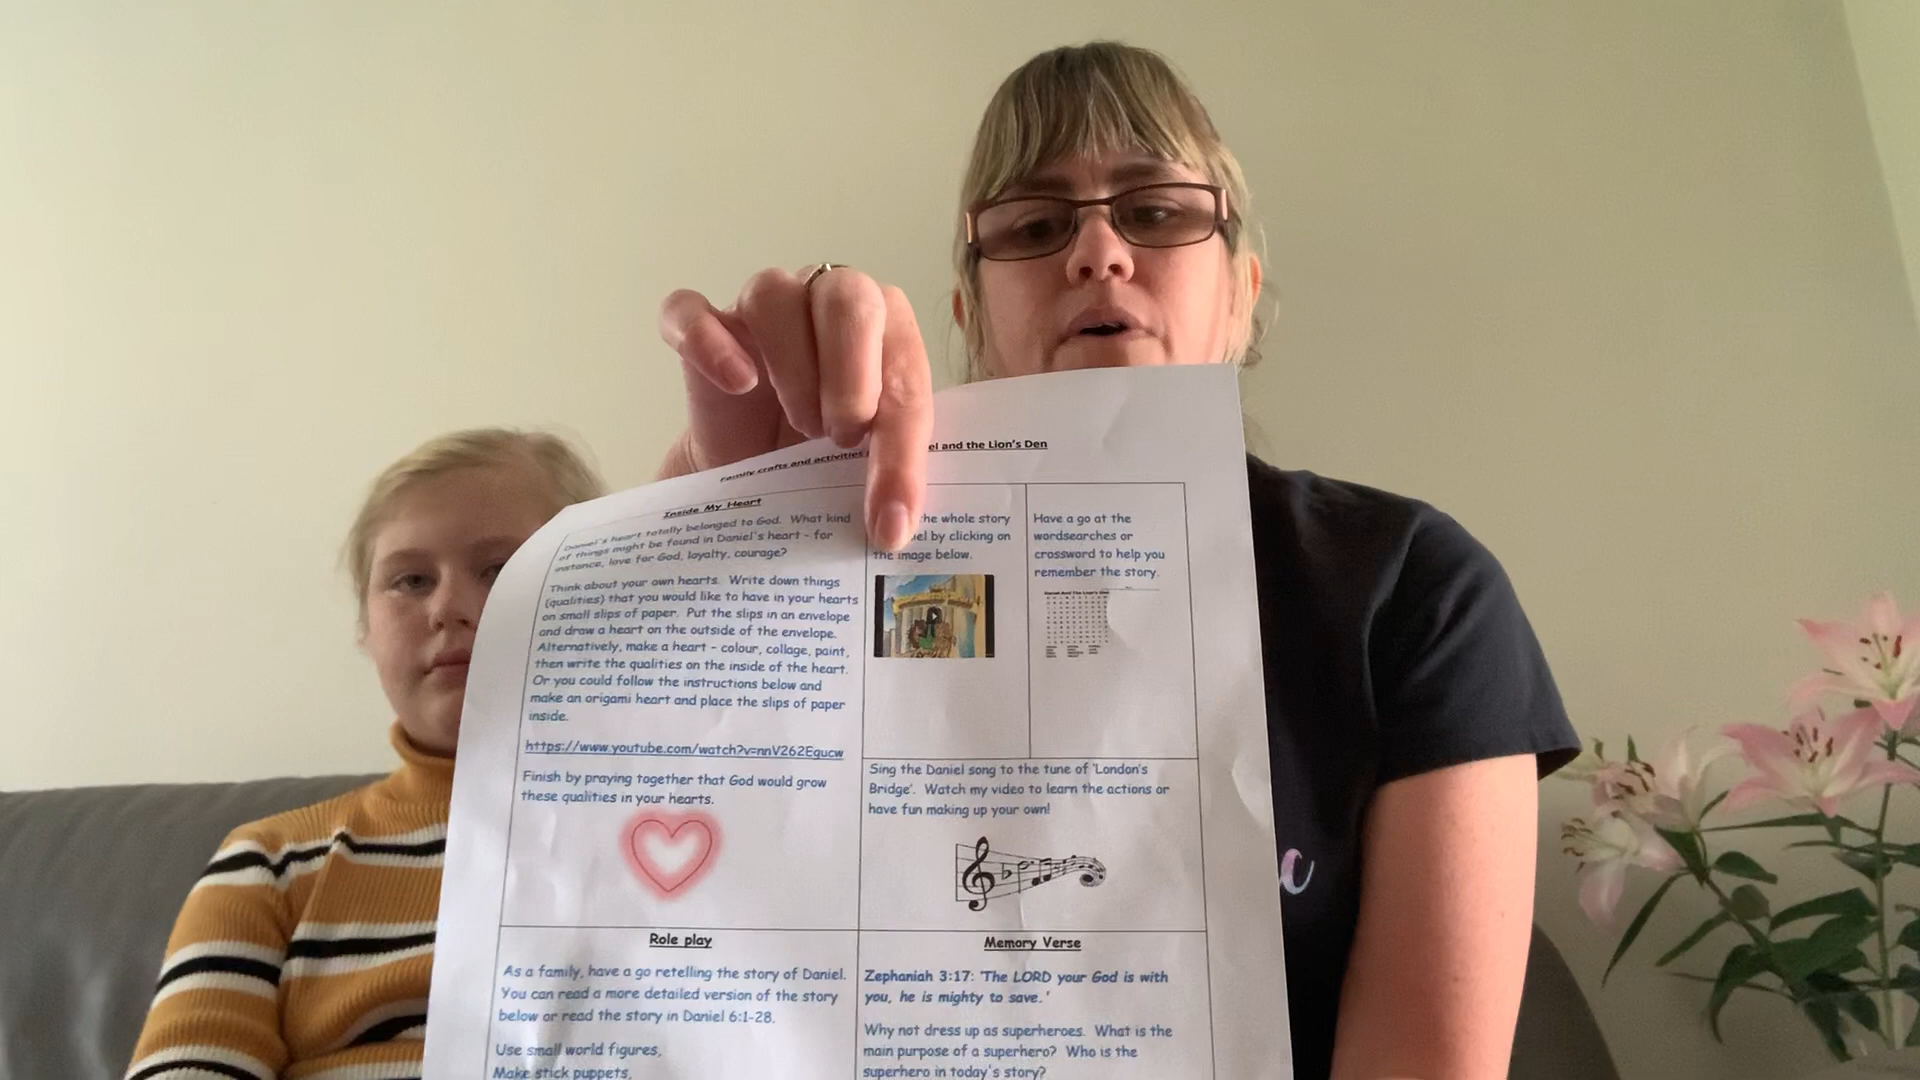 Family crafts and activities el and the Lion's Den
Inside My Heart
Daniel's heart totally belonged to God. What kind
of things might be found in Daniel's heart - for
instance, love for God, loyalty, courage?
Think about your own hearts. Write down things
(qualities) that you would like to have in your hearts
on small slips of paper. Put the slips in an envelope
and draw a heart on the outside of the envelope.
Alternatively, make a heart - colour, collage, paint,
then write the qualities on the inside of the heart.
Or you could follow the instructions below and
make an origami heart and place the slips of paper
inside.
https://www.youtube.com/watch?v=nnV262Equcw
Finish by praying together that God would grow
these qualities in your hearts.
he whole story
iel by clicking on
the image below.
Have a go at the
wordsearches or
crossword to help you
remember the story.
Daniel And The Lion's Den
Sing the Daniel song to the tune of 'London's
Bridge'. Watch my video to learn the actions or
have fun making up your own!
Role play
As a family, have a go retelling the story of Daniel.
You can read a more detailed version of the story
below or read the story in Daniel 6:1-28.
Use small world figures,
Make stick puppets,
Memory Verse
Zephaniah 3:17: 'The LORD your God is with
you, he is mighty to save.'
Why not dress up as superheroes. What is the
main purpose of a superhero? Who is the
superhero in today's story?
c